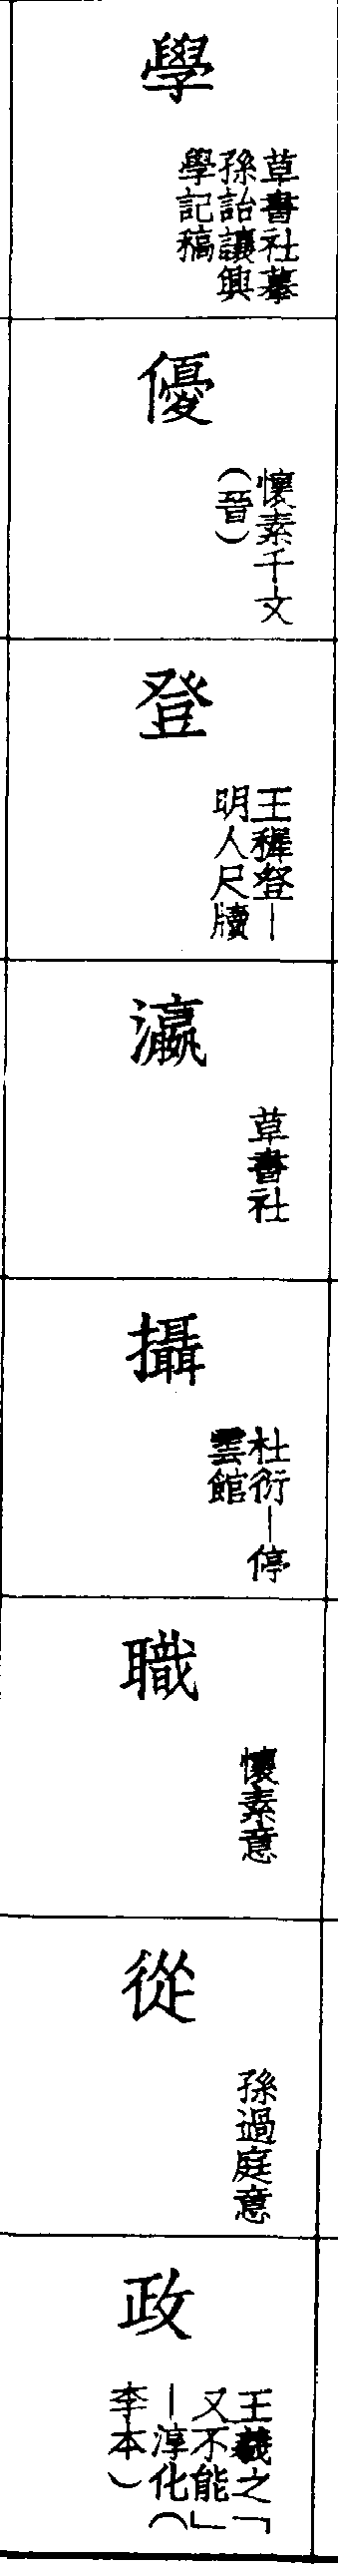 學
草書社摹
孫詒讓興
學記稿
優
懷素千文
（晉）
登
王穉登—
明人尺牘
瀛
草書社
攝
杜衍—停
雲館
職
懷素意
從
孫過庭意
政
王羲之「
又不能」
—淳化（
李本）